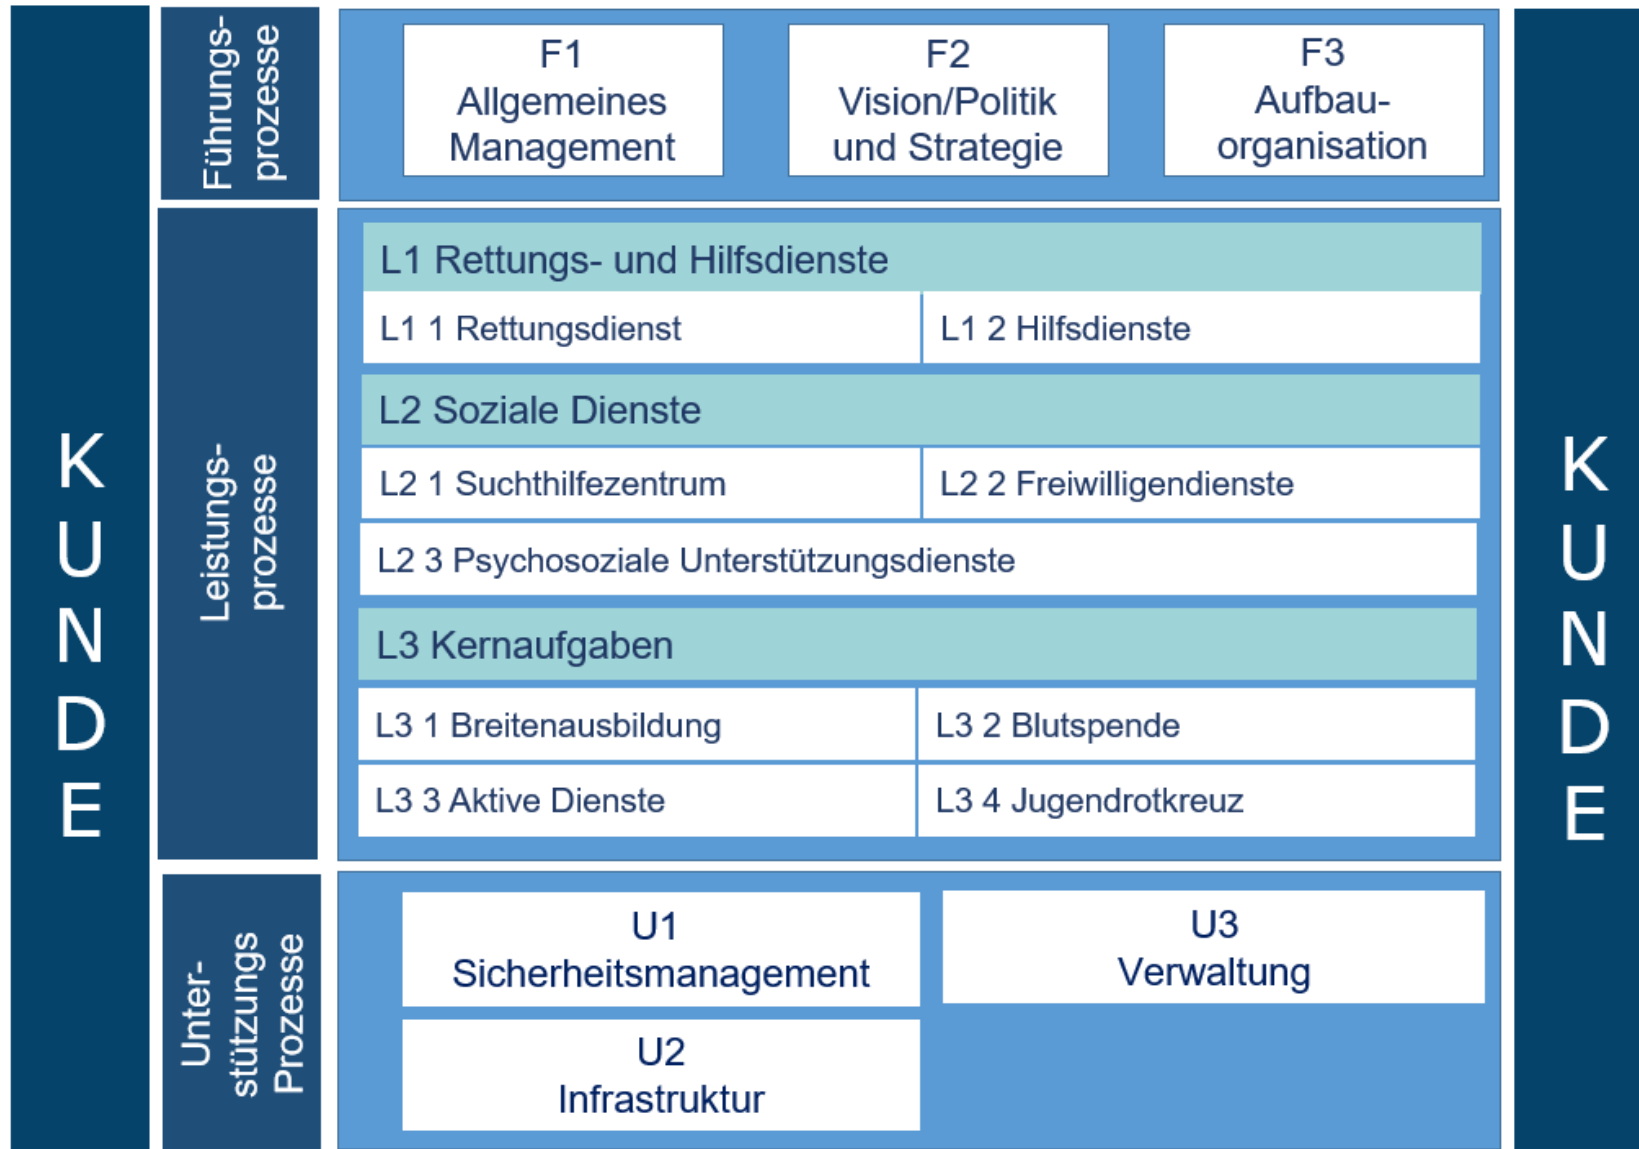 KUNDE
Führungs-
prozesse
F1
Allgemeines
Management
F2
Vision/Politik
und Strategie
F3
Aufbau-
organisation
Leistungs-
prozesse
L1 Rettungs- und Hilfsdienste
L1 1 Rettungsdienst
L1 2 Hilfsdienste
L2 Soziale Dienste
L2 1 Suchthilfezentrum
L2 2 Freiwilligendienste
L2 3 Psychosoziale Unterstützungsdienste
L3 Kernaufgaben
L3 1 Breitenausbildung
L3 2 Blutspende
L3 3 Aktive Dienste
L3 4 Jugendrotkreuz
Unter-
stützungs
Prozesse
U1
Sicherheitsmanagement
U3
Verwaltung
U2
Infrastruktur
KUNDE